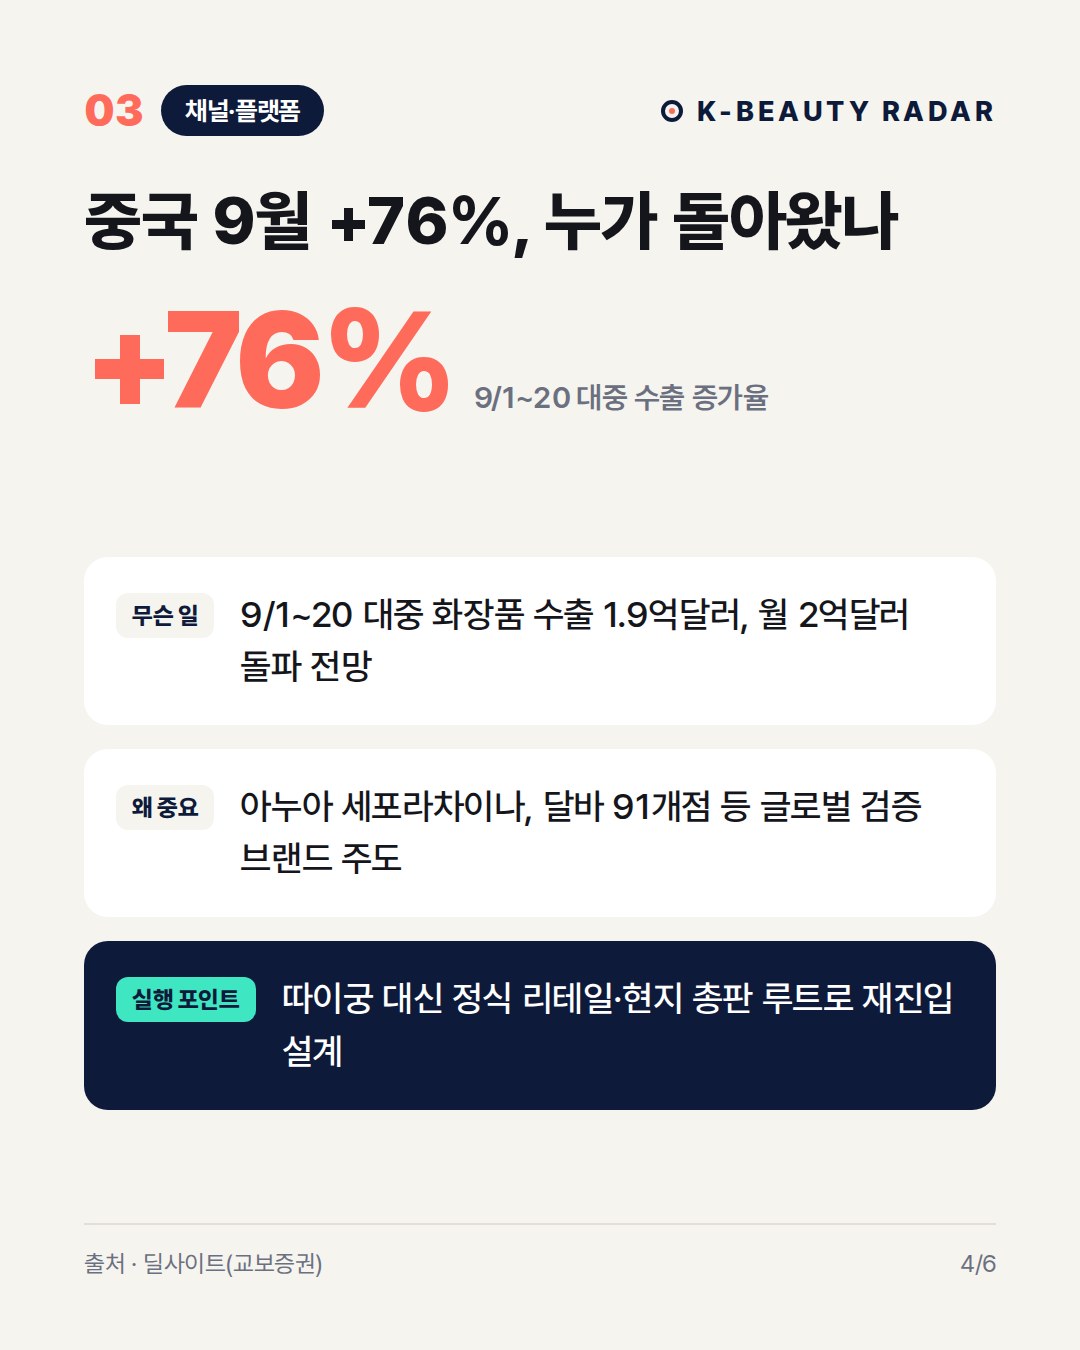 03 채널·플랫폼
K-BEAUTY RADAR
중국 9월 +76%, 누가 돌아왔나
+76% 9/1~20 대중 수출 증가율
무슨 일
9/1~20 대중 화장품 수출 1.9억달러, 월 2억달러
돌파 전망
왜 중요
아누아 세포라차이나, 달바 91개점 등 글로벌 검증
브랜드 주도
실행 포인트
따이궁 대신 정식 리테일·현지 총판 루트로 재진입
설계
출처 · 딜사이트(교보증권)
4/6